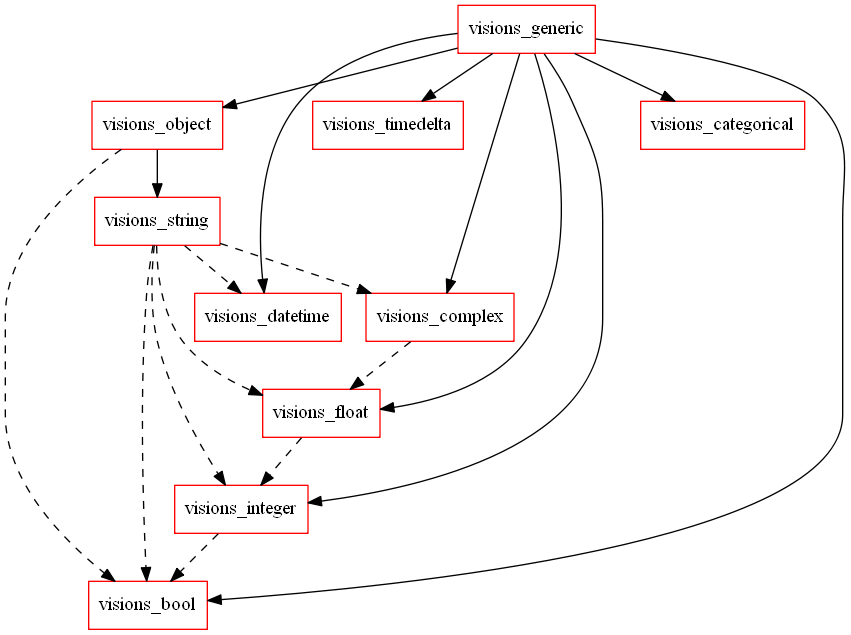 visions_generic
visions_object
visions_timedelta
visions_categorical
visions_string
visions_datetime
visions_complex
visions_float
visions_integer
visions_bool